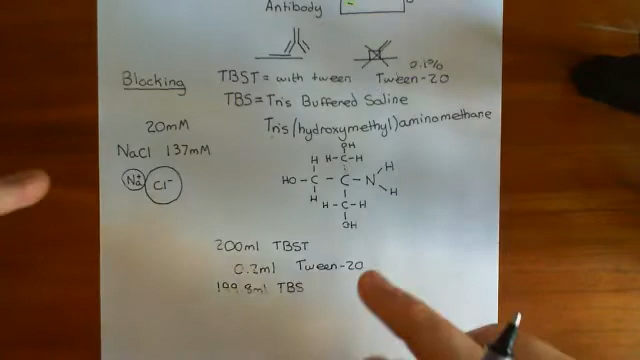 Antibody
TBST = with tween
0.1%
Tween-20
Blocking
TBS = Tris Buffered Saline
20mM
Tris(hydroxymethyl)aminomethane
NaCl 137mM
Na+ Cl-
OH
H H-C-H H
HO-C-C-N
H H-C-H H
OH
200ml TBST
0.2ml Tween-20
199.8ml TBS